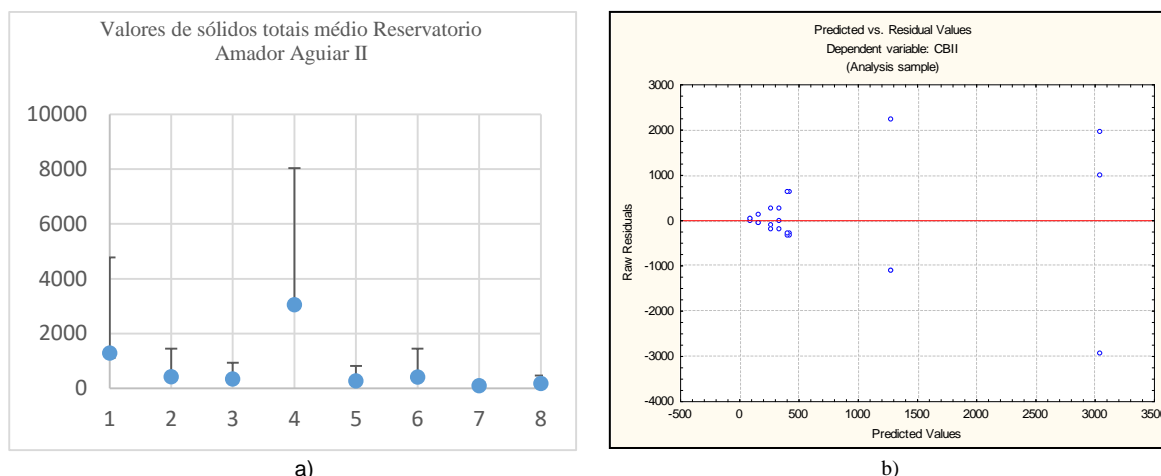 Valores de sólidos totais médio Reservatorio
Amador Aguiar II
10000
8000
6000
4000
2000
0
1 2 3 4 5 6 7 8
a)
Predicted vs. Residual Values
Dependent variable: CBII
(Analysis sample)
3000
2000
1000
0
-1000
-2000
-3000
-4000
Raw Residuals
-500 0 500 1000 1500 2000 2500 3000 3500
Predicted Values
b)